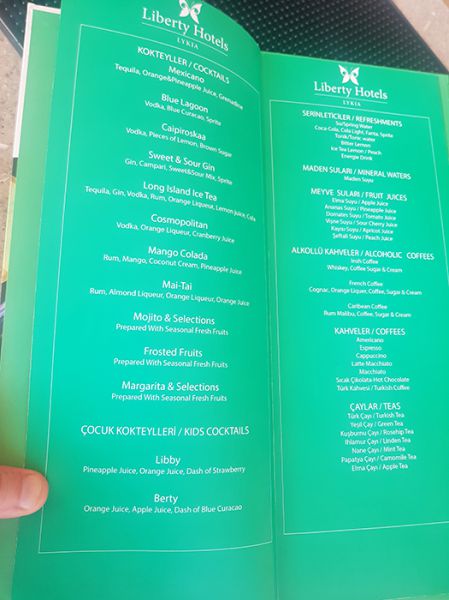 Liberty Hotels
LYKIA
KOKTEYLLER / COCKTAILS
Mexicano
Tequila, Orange&Pineapple Juice, Grenadine
Blue Lagoon
Vodka, Blue Curacao, Sprite
Caipiroskaa
Vodka, Pieces of Lemon, Brown Sugar
Sweet & Sour Gin
Gin, Campari, Sweet&Sour Mix, Sprite
Long Island Ice Tea
Tequila, Gin, Vodka, Rum, Orange Liqueur, Lemon Juice, Cola
Cosmopolitan
Vodka, Orange Liqueur, Cranberry Juice
Mango Colada
Rum, Mango, Coconut Cream, Pineapple Juice
Mai-Tai
Rum, Almond Liqueur, Orange Liqueur, Orange Juice
Mojito & Selections
Prepared With Seasonal Fresh Fruits
Frosted Fruits
Prepared With Seasonal Fresh Fruits
Margarita & Selections
Prepared With Seasonal Fresh Fruits
ÇOCUK KOKTEYLLERİ / KIDS COCKTAILS
Libby
Pineapple Juice, Orange Juice, Dash of Strawberry
Berty
Orange Juice, Apple Juice, Dash of Blue Curacao
Liberty Hotels
LYKIA
SERİNLETİCİLER / REFRESHMENTS
Su/Spring Water
Coca-Cola, Cola Light, Fanta, Sprite
Tonik/Tonic water
Bitter Lemon
Ice Tea Lemon / Peach
Energie Drink
MADEN SULARI / MINERAL WATERS
Maden Suyu
MEYVE SULARI / FRUIT JUICES
Elma Suyu / Apple Juice
Ananas Suyu / Pineapple Juice
Domates Suyu / Tomato Juice
Vişne Suyu / Sour Cherry Juice
Kayısı Suyu / Apricot Juice
Şeftali Suyu / Peach Juice
ALKOLLÜ KAHVELER / ALCOHOLIC COFFEES
Irish Coffee
Whiskey, Coffee Sugar & Cream
French Coffee
Cognac, Orange Liquer, Coffee, Sugar & Cream
Caribean Coffee
Rum Malibu, Coffee, Sugar & Cream
KAHVELER / COFFEES
Americano
Espresso
Cappuccino
Latte Macchiato
Macchiato
Sıcak Çikolata-Hot Chocolate
Türk Kahvesi / Turkish Coffee
ÇAYLAR / TEAS
Türk Çayı / Turkish Tea
Yeşil Çay / Green Tea
Kuşburnu Çayı / Rosehip Tea
Ihlamur Çayı / Linden Tea
Nane Çayı / Mint Tea
Papatya Çayı / Camomile Tea
Elma Çayı / Apple Tea